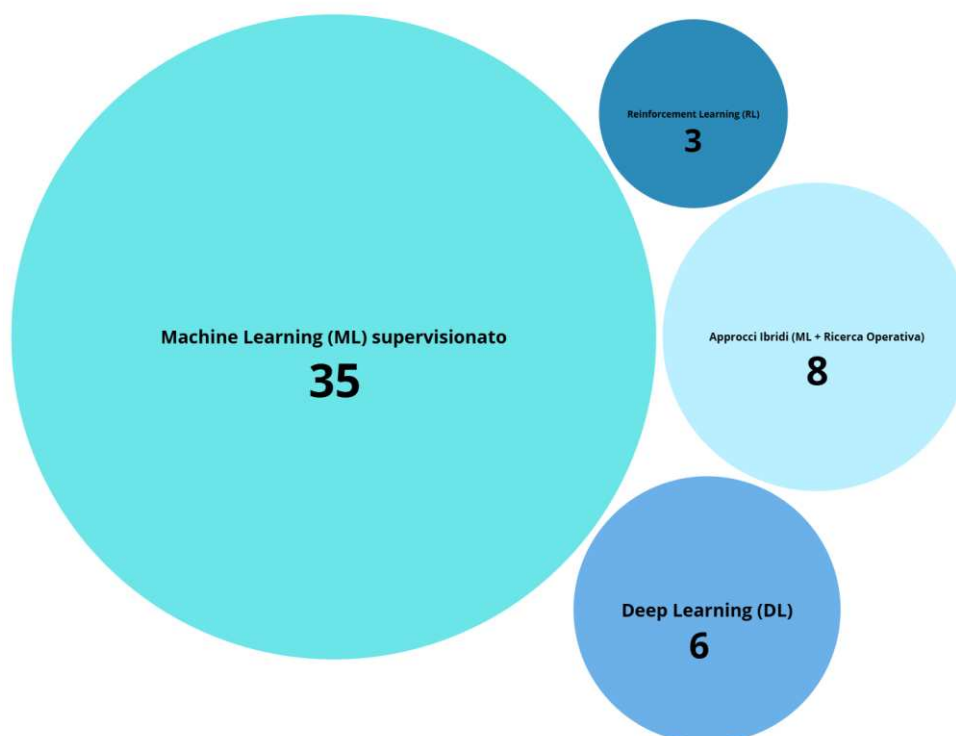 Reinforcement Learning (RL)
3
Machine Learning (ML) supervisionato
35
Approcci Ibridi (ML + Ricerca Operativa)
8
Deep Learning (DL)
6